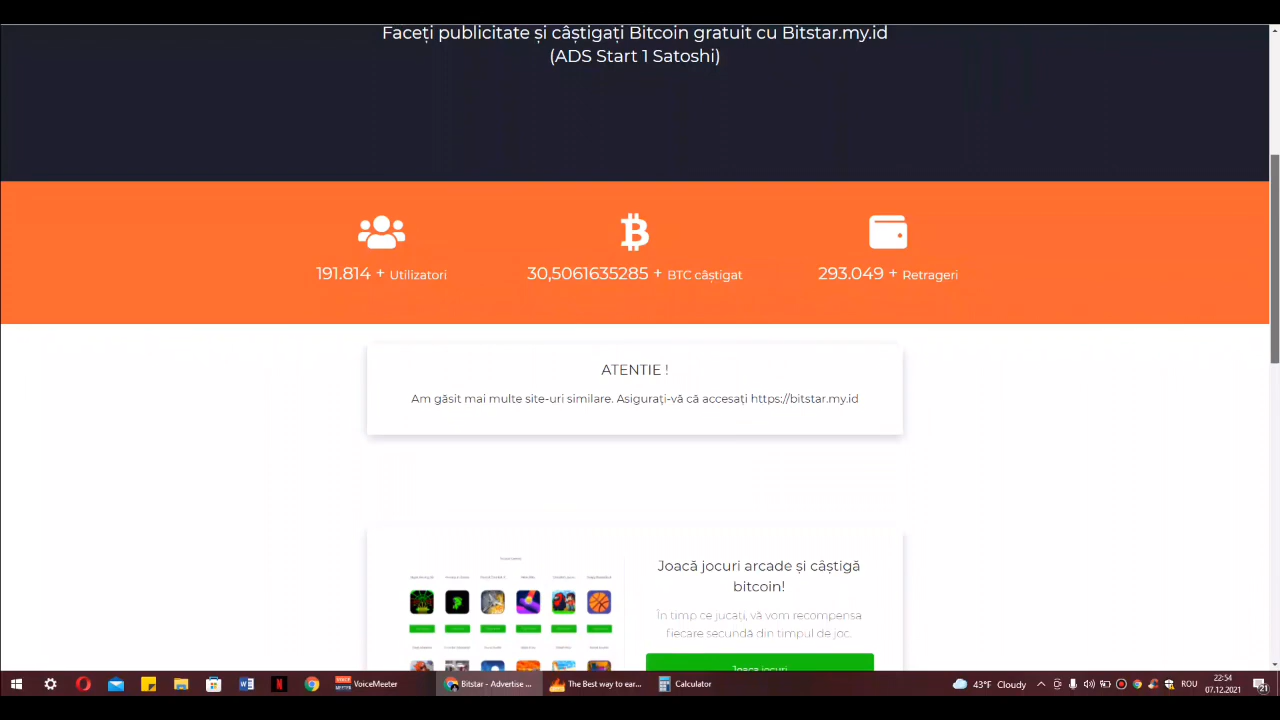 Faceți publicitate și câștigați Bitcoin gratuit cu Bitstar.my.id
(ADS Start 1 Satoshi)
191.814 + Utilizatori
30,5061635285 + BTC câștigat
293.049 + Retrageri
ATENTIE !
Am găsit mai multe site-uri similare. Asigurați-vă că accesați https://bitstar.my.id
Joacă jocuri arcade și câștigă
bitcoin!
În timp ce jucați, vă vom recompensa
fiecare secundă din timpul de joc.
Joaca jocuri
VoiceMeeter
Bitstar - Advertise ...
The Best way to ear...
Calculator
43°F Cloudy
ROU
22:54
07.12.2021
21